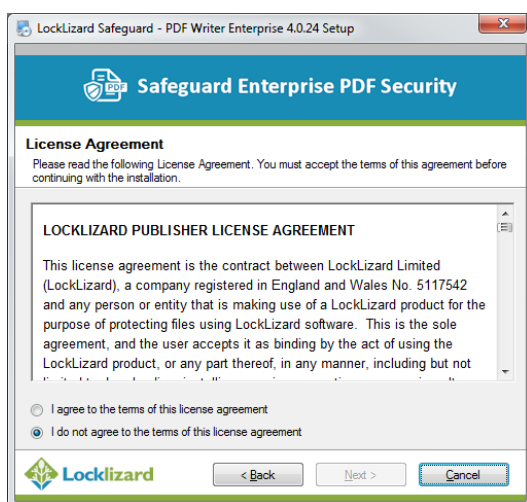 LockLizard Safeguard - PDF Writer Enterprise 4.0.24 Setup
PDF
Safeguard Enterprise PDF Security
License Agreement
Please read the following License Agreement. You must accept the terms of this agreement before
continuing with the installation.
LOCKLIZARD PUBLISHER LICENSE AGREEMENT
This license agreement is the contract between LockLizard Limited
(LockLizard), a company registered in England and Wales No. 5117542
and any person or entity that is making use of a LockLizard product for the
purpose of protecting files using LockLizard software. This is the sole
agreement, and the user accepts it as binding by the act of using the
LockLizard product, or any part thereof, in any manner, including but not
I agree to the terms of this license agreement
I do not agree to the terms of this license agreement
Locklizard
< Back
Next >
Cancel